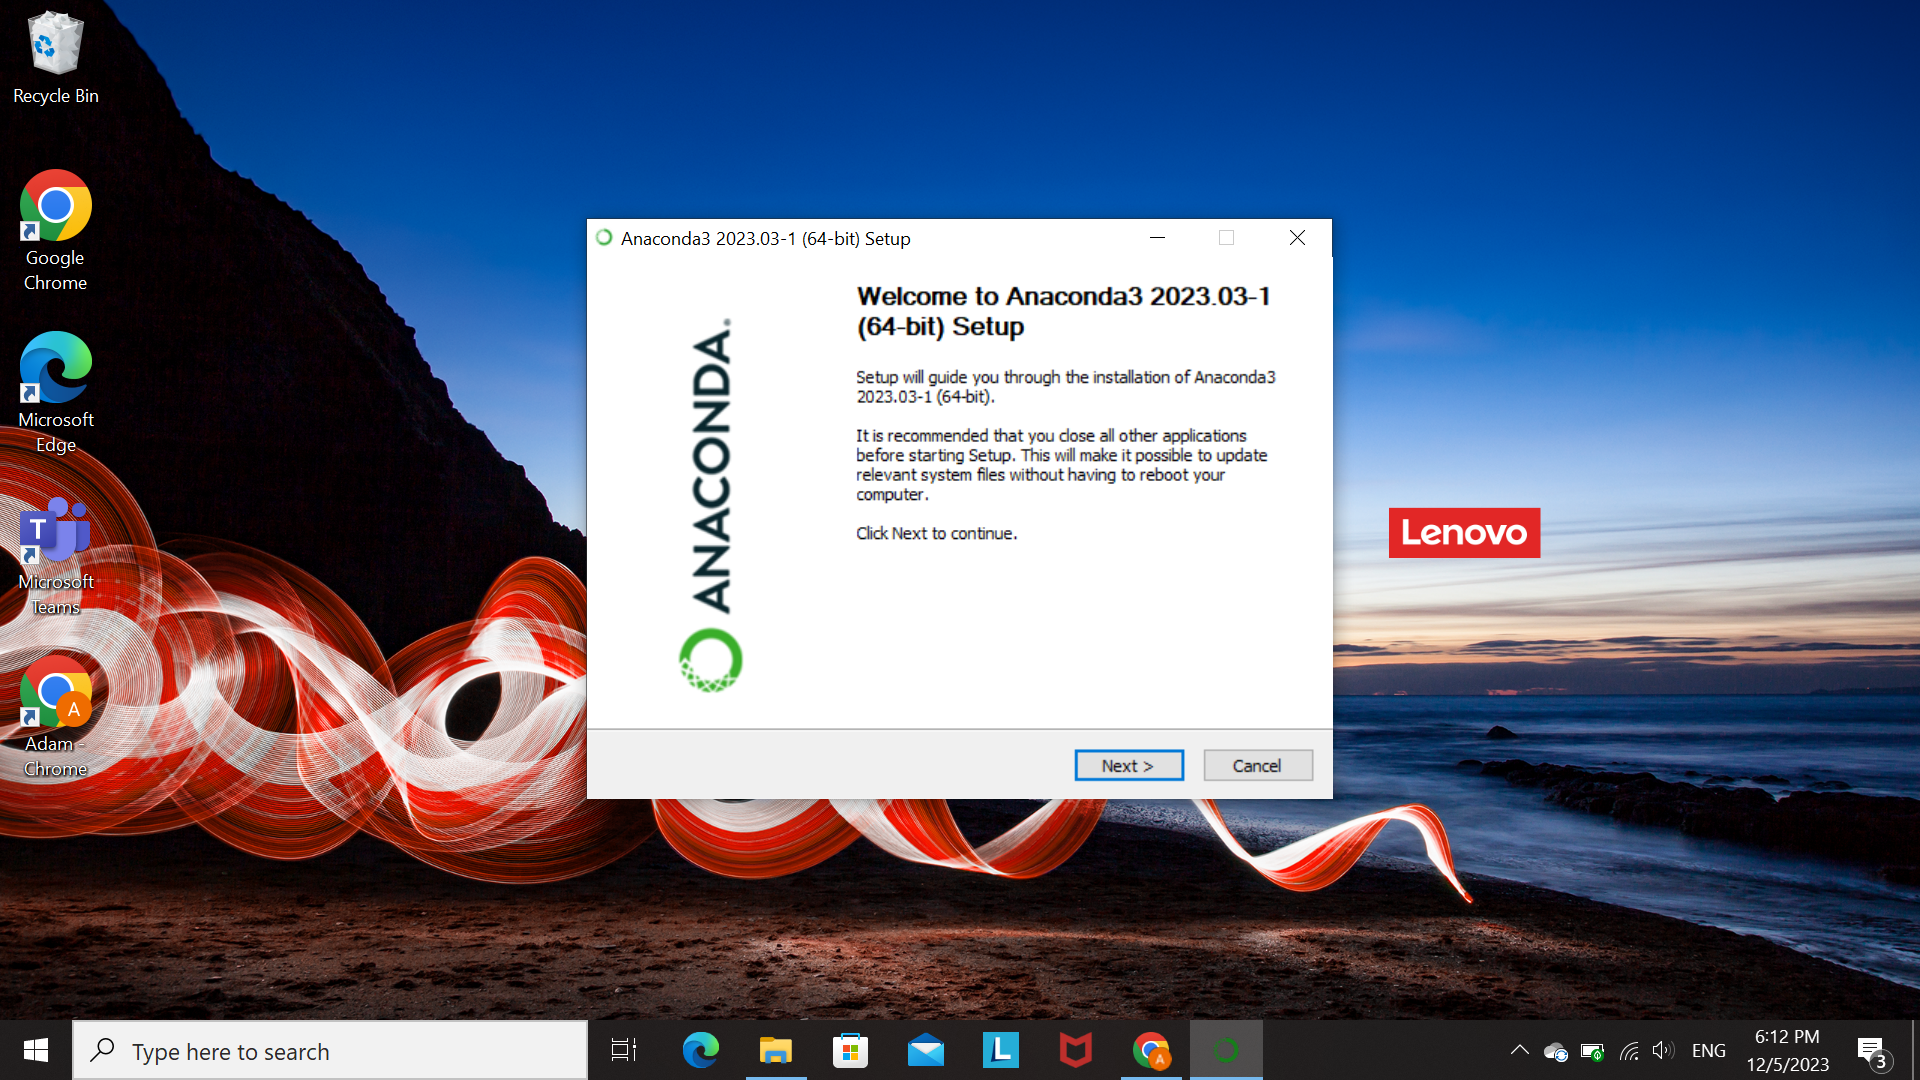 Recycle Bin
Google
Chrome
Microsoft
Edge
T
Microsoft
Teams
A
Adam -
Chrome
Anaconda3 2023.03-1 (64-bit) Setup
ANACONDA.
Welcome to Anaconda3 2023.03-1
(64-bit) Setup
Setup will guide you through the installation of Anaconda3
2023.03-1 (64-bit).
It is recommended that you close all other applications
before starting Setup. This will make it possible to update
relevant system files without having to reboot your
computer.
Click Next to continue.
Next >
Cancel
Lenovo
Type here to search
L
A
ENG
6:12 PM
12/5/2023
3